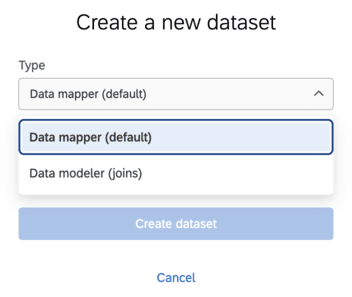 Create a new dataset
Type
Data mapper (default)
Data mapper (default)
Data modeler (joins)
Create dataset
Cancel